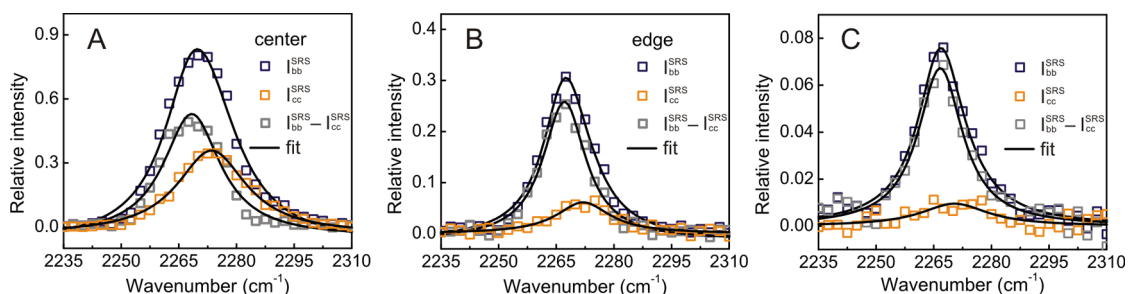 A center
I_bb^SRS
I_cc^SRS
I_bb^SRS — I_cc^SRS
fit
0.9
0.6
0.3
0.0
Relative intensity
2235 2250 2265 2280 2295 2310
Wavenumber (cm⁻¹)
B edge
I_bb^SRS
I_cc^SRS
I_bb^SRS — I_cc^SRS
fit
0.4
0.3
0.2
0.1
0.0
Relative intensity
2235 2250 2265 2280 2295 2310
Wavenumber (cm⁻¹)
C
I_bb^SRS
I_cc^SRS
I_bb^SRS — I_cc^SRS
fit
0.08
0.06
0.04
0.02
0.00
Relative intensity
2235 2250 2265 2280 2295 2310
Wavenumber (cm⁻¹)